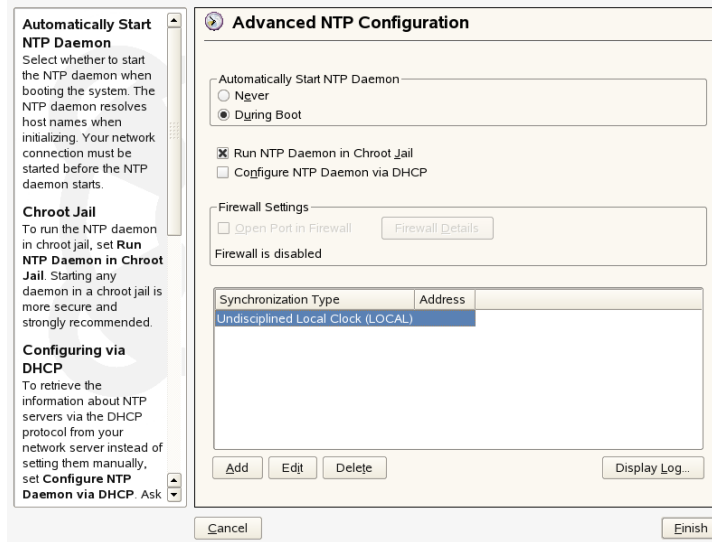 Automatically Start
NTP Daemon
Select whether to start
the NTP daemon when
booting the system. The
NTP daemon resolves
host names when
initializing. Your network
connection must be
started before the NTP
daemon starts.
Chroot Jail
To run the NTP daemon
in chroot jail, set Run
NTP Daemon in Chroot
Jail. Starting any
daemon in a chroot jail is
more secure and
strongly recommended.
Configuring via
DHCP
To retrieve the
information about NTP
servers via the DHCP
protocol from your
network server instead of
setting them manually,
set Configure NTP
Daemon via DHCP. Ask
Advanced NTP Configuration
Automatically Start NTP Daemon
Never
During Boot
Run NTP Daemon in Chroot Jail
Configure NTP Daemon via DHCP
Firewall Settings
Open Port in Firewall Firewall Details
Firewall is disabled
Synchronization Type Address
Undisciplined Local Clock (LOCAL)
Add Edit Delete Display Log...
Cancel Finish